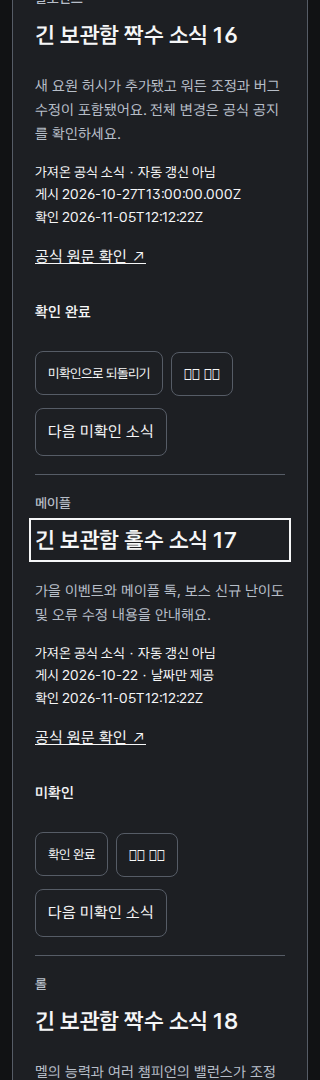 긴 보관함 짝수 소식 16
새 요원 허시가 추가됐고 워든 조정과 버그
수정이 포함됐어요. 전체 변경은 공식 공지
를 확인하세요.
가져온 공식 소식 · 자동 갱신 아님
게시 2026-10-27T13:00:00.000Z
확인 2026-11-05T12:12:22Z
공식 원문 확인 ↗
확인 완료
미확인으로 되돌리기
다음 미확인 소식
메이플
긴 보관함 홀수 소식 17
가을 이벤트와 메이플 톡, 보스 신규 난이도
및 오류 수정 내용을 안내해요.
가져온 공식 소식 · 자동 갱신 아님
게시 2026-10-22 · 날짜만 제공
확인 2026-11-05T12:12:22Z
공식 원문 확인 ↗
미확인
확인 완료
다음 미확인 소식
롤
긴 보관함 짝수 소식 18
멜의 능력과 여러 챔피언의 밸런스가 조정